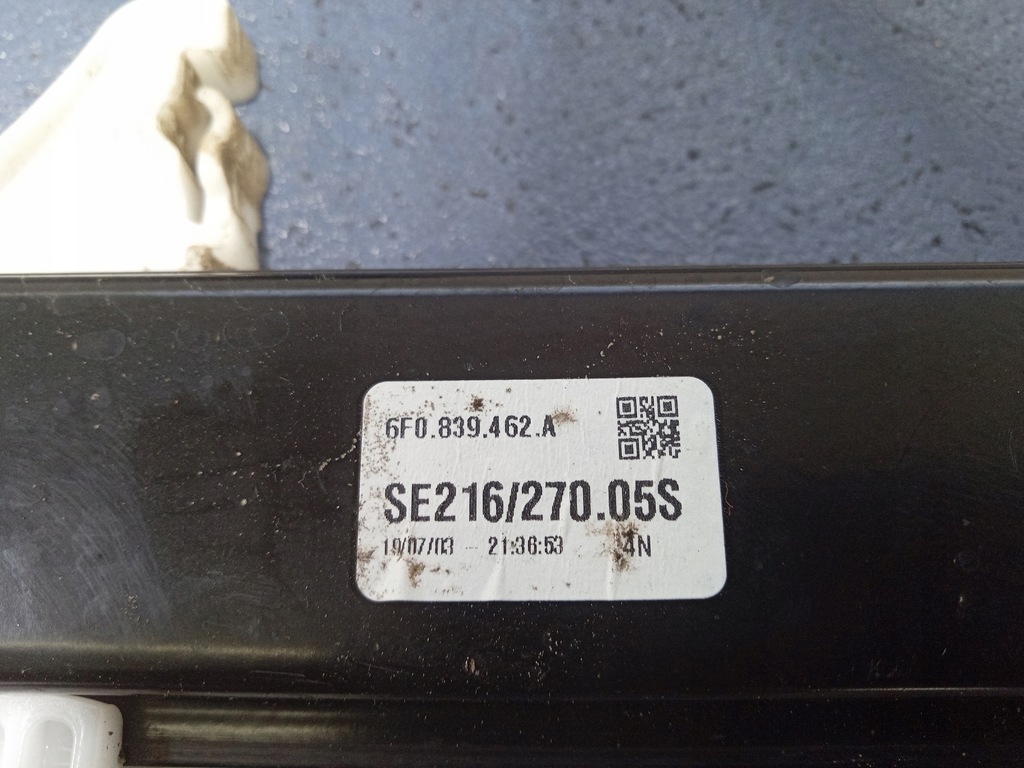 6F0.839.462.A
SE216/270.05S
19/07/03 - 21:36:53 4N